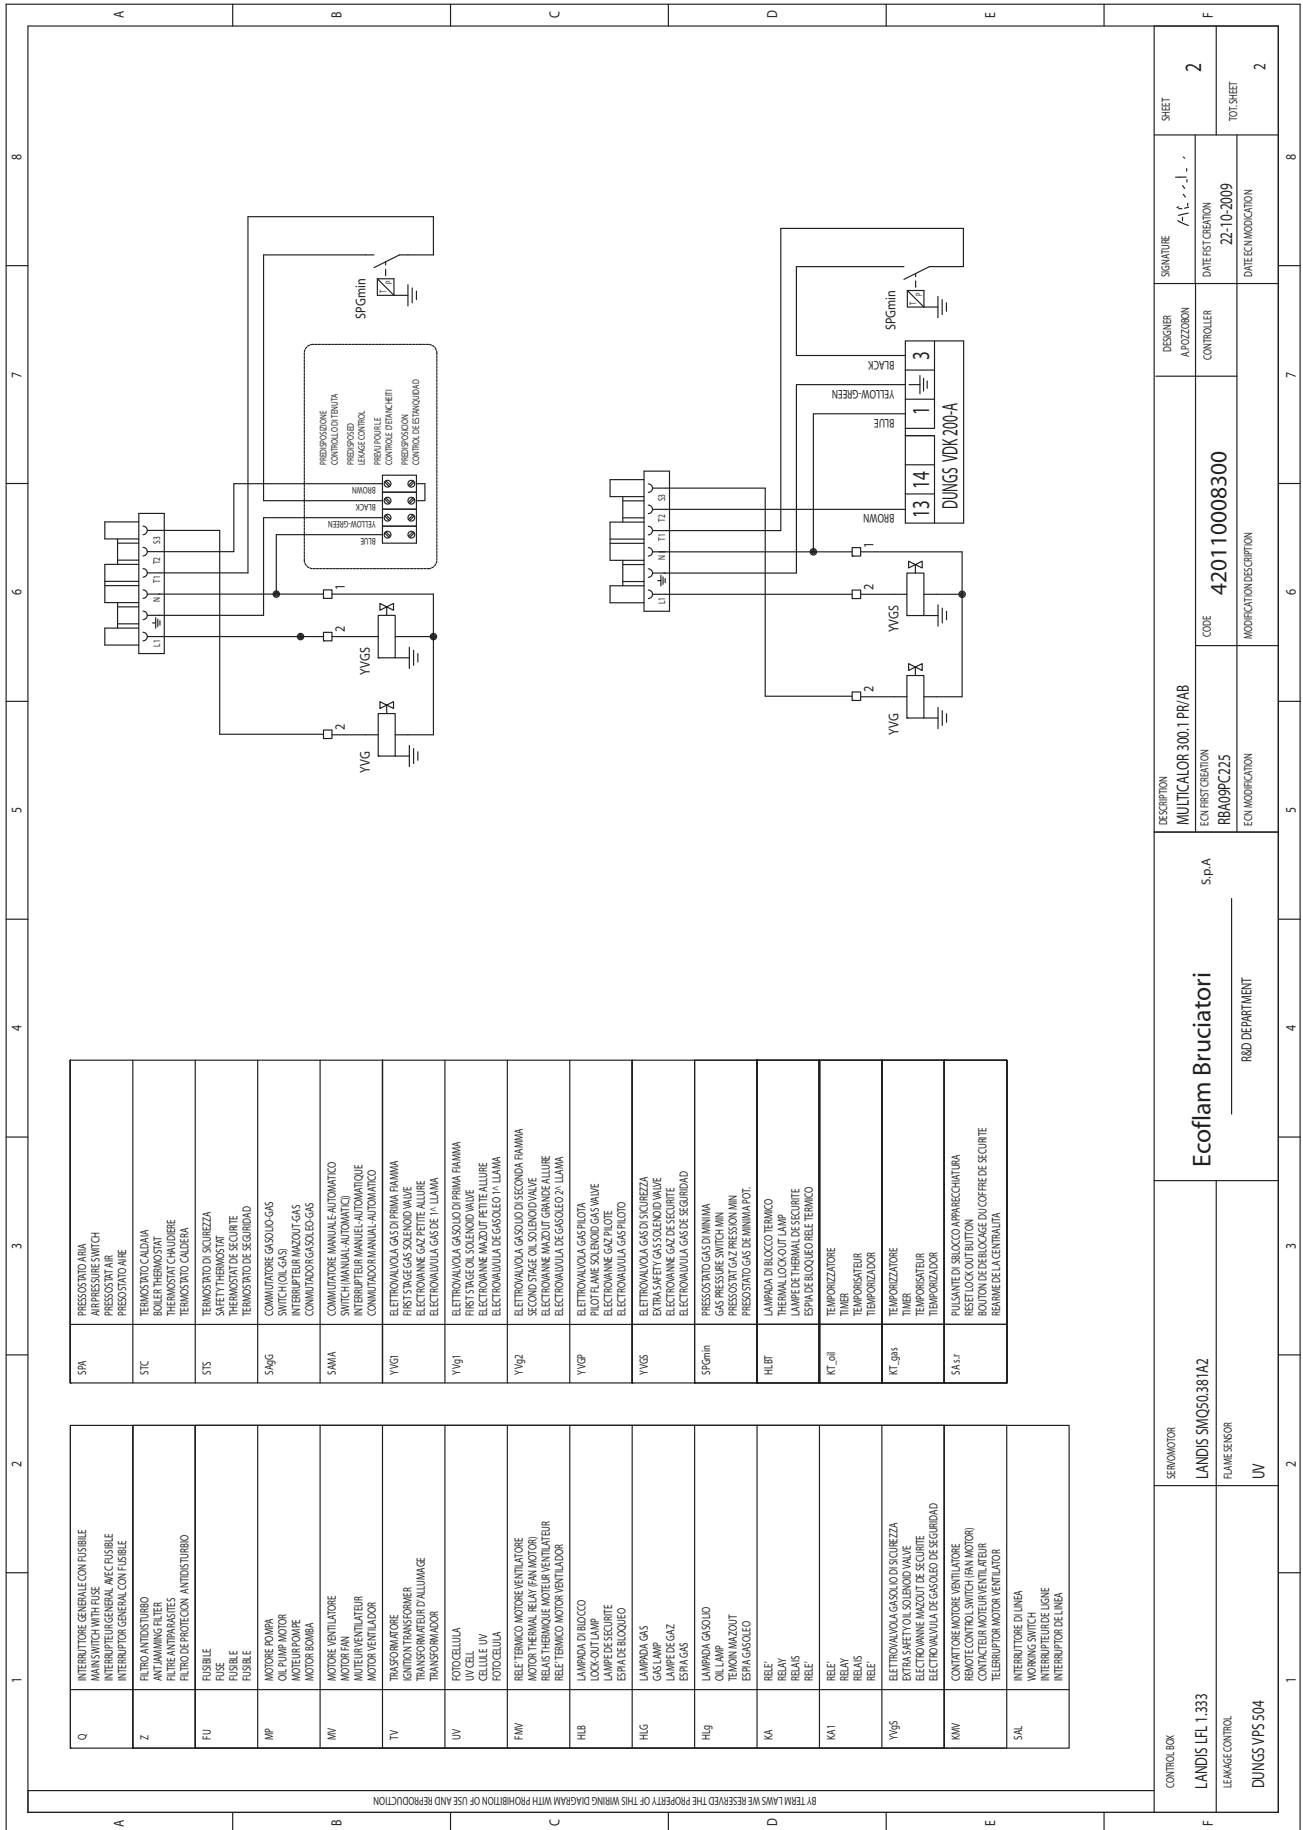 1
2
3
4
5
6
7
8
A
B
C
D
E
F
Q
INTERRUTTORE GENERALE CON FUSIBILE
MAIN SWITCH WITH FUSE
INTERRUPTEUR GENERAL AVEC FUSIBLE
INTERRUPTOR GENERAL CON FUSIBLE
Z
FILTRO ANTIDISTURBO
ANTJAMMING FILTER
FILTRE ANTIPARASITES
FILTRO DE PROTECION ANTIDISTURBIO
FU
FUSIBILE
FUSE
FUSIBLE
FUSIBLE
MP
MOTORE POMPA
OIL PUMP MOTOR
MOTEUR POMPE
MOTOR BOMBA
MV
MOTORE VENTILATORE
MOTOR FAN
MUTEUR VENTILATEUR
MOTOR VENTILADOR
TV
TRASFORMATORE
IGNITION TRANSFORMER
TRANSFORMATEUR D'ALLUMAGE
TRANSFORMADOR
UV
FOTOCELLULA
UV CELL
CELLULE UV
FOTOCELULA
FMV
RELE' TERMICO MOTORE VENTILATORE
MOTOR THERMAL RELAY (FAN MOTOR)
RELAIS THERMIQUE MOTEUR VENTILATEUR
RELE' TERMICO MOTOR VENTILADOR
HLB
LAMPADA DI BLOCCO
LOCK-OUT LAMP
LAMPE DE SECURITE
ESPIA DE BLOQUEO
HLG
LAMPADA GAS
GAS LAMP
LAMPE DE GAZ
ESPIA GAS
HLg
LAMPADA GASOLIO
OIL LAMP
TEMOIN MAZOUT
ESPIA GASOLEO
KA
RELE'
RELAY
RELAIS
RELE'
KA1
RELE'
RELAY
RELAIS
RELE'
YVgS
ELETTROVALVOLA GASOLIO DI SICUREZZA
EXTRA SAFETY OIL SOLENOID VALVE
ELECTROVANNE MAZOUT DE SECURITE
ELECTROVALVULA DE GASOLEO DE SEGURIDAD
KMV
CONTATTORE MOTORE VENTILATORE
REMOTE CONTROL SWITCH (FAN MOTOR)
CONTACTEUR MOTEUR VENTILATEUR
TELERRUPTOR MOTOR VENTILATOR
SAL
INTERRUTTORE DI LINEA
WORKING SWITCH
INTERRUPTEUR DE LIGNE
INTERRUPTOR DE LINEA
SPA
PRESSOSTATO ARIA
AIR PRESSURE SWITCH
PRESSOSTAT AIR
PRESOSTATO AIRE
STC
TERMOSTATO CALDAIA
BOILER THERMOSTAT
THERMOSTAT CHAUDIERE
TERMOSTATO CALDERA
STS
TERMOSTATO DI SICUREZZA
SAFETY THERMOSTAT
THERMOSTAT DE SECURITE
TERMOSTATO DE SEGURIDAD
SAgG
COMMUTATORE GASOLIO-GAS
SWITCH (OIL-GAS)
INTERRUPTEUR MAZOUT-GAS
CONMUTADOR GASOLEO-GAS
SAMA
COMMUTATORE MANUALE-AUTOMATICO
SWITCH (MANUAL-AUTOMATIC))
INTERRUPTEUR MANUEL-AUTOMATIQUE
CONMUTADOR MANUAL-AUTOMATICO
YVG1
ELETTROVALVOLA GAS DI PRIMA FIAMMA
FIRST STAGE GAS SOLENOID VALVE
ELECTROVANNE GAZ PETITE ALLURE
ELECTROVALVULA GAS DE 1^ LLAMA
YVg1
ELETTROVALVOLA GASOLIO DI PRIMA FIAMMA
FIRST STAGE OIL SOLENOID VALVE
ELECTROVANNE MAZOUT PETITE ALLURE
ELECTROVALVULA DE GASOLEO 1^ LLAMA
YVg2
ELETTROVALVOLA GASOLIO DI SECONDA FIAMMA
SECOND STAGE OIL SOLENOID VALVE
ELECTROVANNE MAZOUT GRANDE ALLURE
ELECTROVALVULA DE GASOLEO 2^ LLAMA
YVGP
ELETTROVALVOLA GAS PILOTA
PILOT FLAME SOLENOID GAS VALVE
ELECTROVANNE GAZ PILOTE
ELECTROVALVULA GAS PILOTO
YVGS
ELETTROVALVOLA GAS DI SICUREZZA
EXTRA SAFETY GAS SOLENOID VALVE
ELECTROVANNE GAZ DE SECURITE
ELECTROVALVULA GAS DE SEGURIDAD
SPGmin
PRESSOSTATO GAS DI MINIMA
GAS PRESSURE SWITCH MIN
PRESSOSTAT GAZ PRESSION MIN
PRESOSTATO GAS DE MINIMA POT.
HLBT
LAMPADA DI BLOCCO TERMICO
THERMAL LOCK-OUT LAMP
LAMPE DE THERMAL DE SECURITE
ESPIA DE BLOQUEO RELE TERMICO
KT_oil
TEMPORIZZATORE
TIMER
TEMPORISATEUR
TIEMPORIZADOR
KT_gas
TEMPORIZZATORE
TIMER
TEMPORISATEUR
TIEMPORIZADOR
SAs.r
PULSANTE DI SBLOCCO APPARECCHIATURA
RESET LOCK OUT BUTTON
BOUTON DE DEBLOCAGE DU COFFRE DE SECURITE
REARME DE LA CENTRALITA
L1
N
T1
T2
S3
YVG
2
YVGS
2
1
BLUE
YELLOW-GREEN
BLACK
BROWN
PREDISPOSIZIONE
CONTROLLO DI TENUTA
PREDISPOSED
LEKAGE CONTROL
PREVU POUR LE
CONTROLE D'ETANCHEITI
PREDISPOSICION
CONTROL DE ESTANQUIDAD
SPGmin
T
P
L1
N
T1
T2
S3
YVG
2
YVGS
2
1
BROWN
BLUE
YELLOW-GREEN
BLACK
13
14
1
3
DUNGS VDK 200-A
SPGmin
T
P
BY TERM LAWS WE RESERVED THE PROPERTY OF THIS WIRING DIAGRAM WITH PROHIBITION OF USE AND REPRODUCTION
CONTROL BOX
LANDIS LFL 1.333
LEAKAGE CONTROL
DUNGS VPS 504
SERVOMOTOR
LANDIS SMQ50.381A2
FLAME SENSOR
UV
Ecoflam Bruciatori S.p.A
R&D DEPARTMENT
DESCRIPTION
MULTICALOR 300.1 PR/AB
ECN FIRST CREATION
RBA09PC225
ECN MODIFICATION
CODE
420110008300
MODIFICATION DESCRIPTION
DESIGNER
A.POZZOBON
CONTROLLER
SIGNATURE
DATE FIST CREATION
22-10-2009
DATE ECN MODICATION
SHEET
2
TOT. SHEET
2
1
2
3
4
5
6
7
8
A
B
C
D
E
F